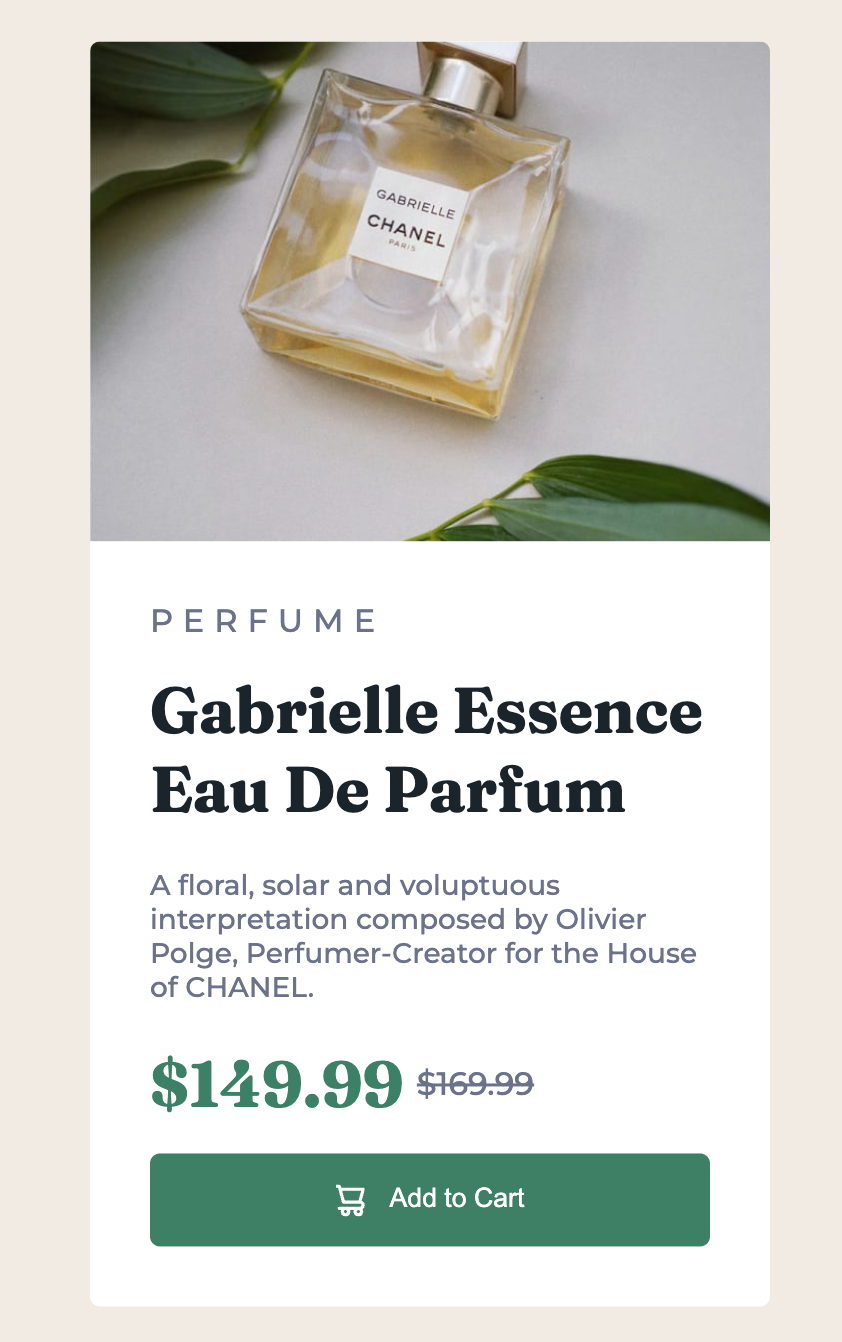 GABRIELLE
CHANEL
PARIS
PERFUME
Gabrielle Essence
Eau De Parfum
A floral, solar and voluptuous
interpretation composed by Olivier
Polge, Perfumer-Creator for the House
of CHANEL.
$149.99 $169.99
Add to Cart